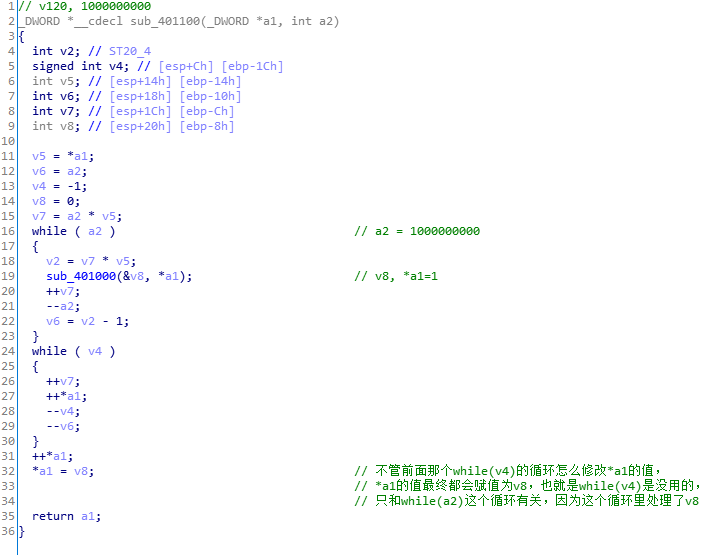 1 // v120, 1000000000
2 _DWORD *__cdecl sub_401100(_DWORD *a1, int a2)
3 {
4   int v2; // ST20_4
5   signed int v4; // [esp+Ch] [ebp-1Ch]
6   int v5; // [esp+14h] [ebp-14h]
7   int v6; // [esp+18h] [ebp-10h]
8   int v7; // [esp+1Ch] [ebp-Ch]
9   int v8; // [esp+20h] [ebp-8h]
10
11   v5 = *a1;
12   v6 = a2;
13   v4 = -1;
14   v8 = 0;
15   v7 = a2 * v5;
16   while ( a2 ) // a2 = 1000000000
17   {
18     v2 = v7 * v5;
19     sub_401000(&v8, *a1); // v8, *a1=1
20     ++v7;
21     --a2;
22     v6 = v2 - 1;
23   }
24   while ( v4 )
25   {
26     ++v7;
27     ++*a1;
28     --v4;
29     --v6;
30   }
31   ++*a1;
32   *a1 = v8; // 不管前面那个while(v4)的循环怎么修改*a1的值，
33 // *a1的值最终都会赋值为v8，也就是while(v4)是没用的，
34 // 只和while(a2)这个循环有关，因为这个循环里处理了v8
35   return a1;
36 }